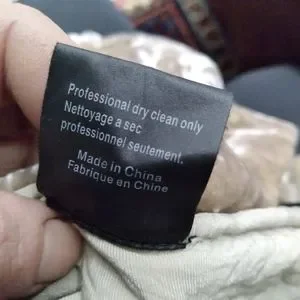 Professional dry clean only
Nettoyage a sec
professionnel seutement.
Made in China
Fabrique en Chine